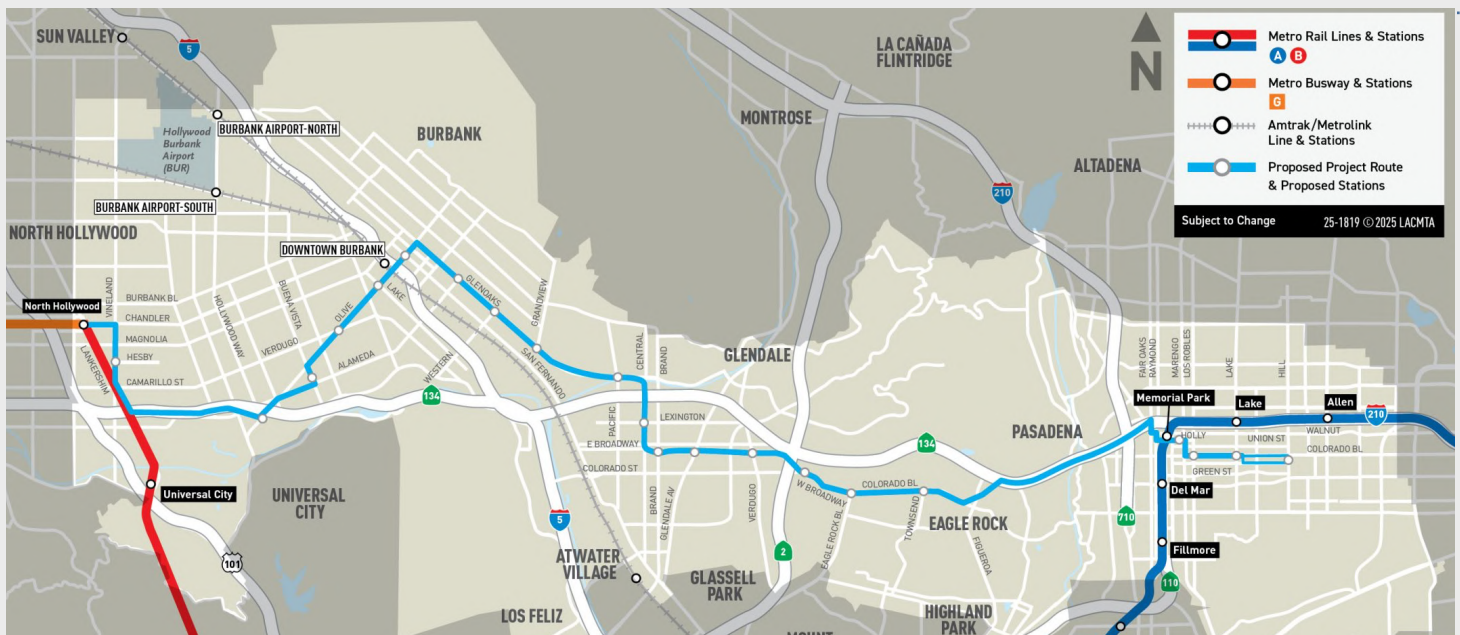 SUN VALLEY
5
BURBANK AIRPORT-NORTH
Hollywood
Burbank
Airport
(BUR)
BURBANK
BURBANK AIRPORT-SOUTH
NORTH HOLLYWOOD
DOWNTOWN BURBANK
North Hollywood
VINELAND
BURBANK BL
CHANDLER
MAGNOLIA
HESBY
CAMARILLO ST
LANKERSHIM
HOLLYWOOD WAY
BUENA VISTA
VERDUGO
OLIVE
LAKE
ALAMEDA
WESTERN
GLENOAKS
GRANDVIEW
SAN FERNANDO
134
Universal City
UNIVERSAL
CITY
101
5
ATWATER
VILLAGE
LOS FELIZ
LA CAÑADA
FLINTRIDGE
MONTROSE
210
ALTADENA
GLENDALE
CENTRAL
BRAND
PACIFIC
LEXINGTON
E BROADWAY
COLORADO ST
BRAND
GLENDALE AV
VERDUGO
2
GLASSELL
PARK
W BROADWAY
EAGLE ROCK BL
COLORADO BL
TOWNSEND
134
EAGLE ROCK
FIGUEROA
HIGHLAND
PARK
MOUNT
PASADENA
710
FAIR OAKS
RAYMOND
MARENGO
LOS ROBLES
LAKE
HILL
Memorial Park
Lake
Allen
210
HOLLY
UNION ST
WALNUT
COLORADO BL
GREEN ST
Del Mar
Fillmore
110
N
Metro Rail Lines & Stations
A B
Metro Busway & Stations
G
Amtrak/Metrolink
Line & Stations
Proposed Project Route
& Proposed Stations
Subject to Change
25-1819 © 2025 LACMTA